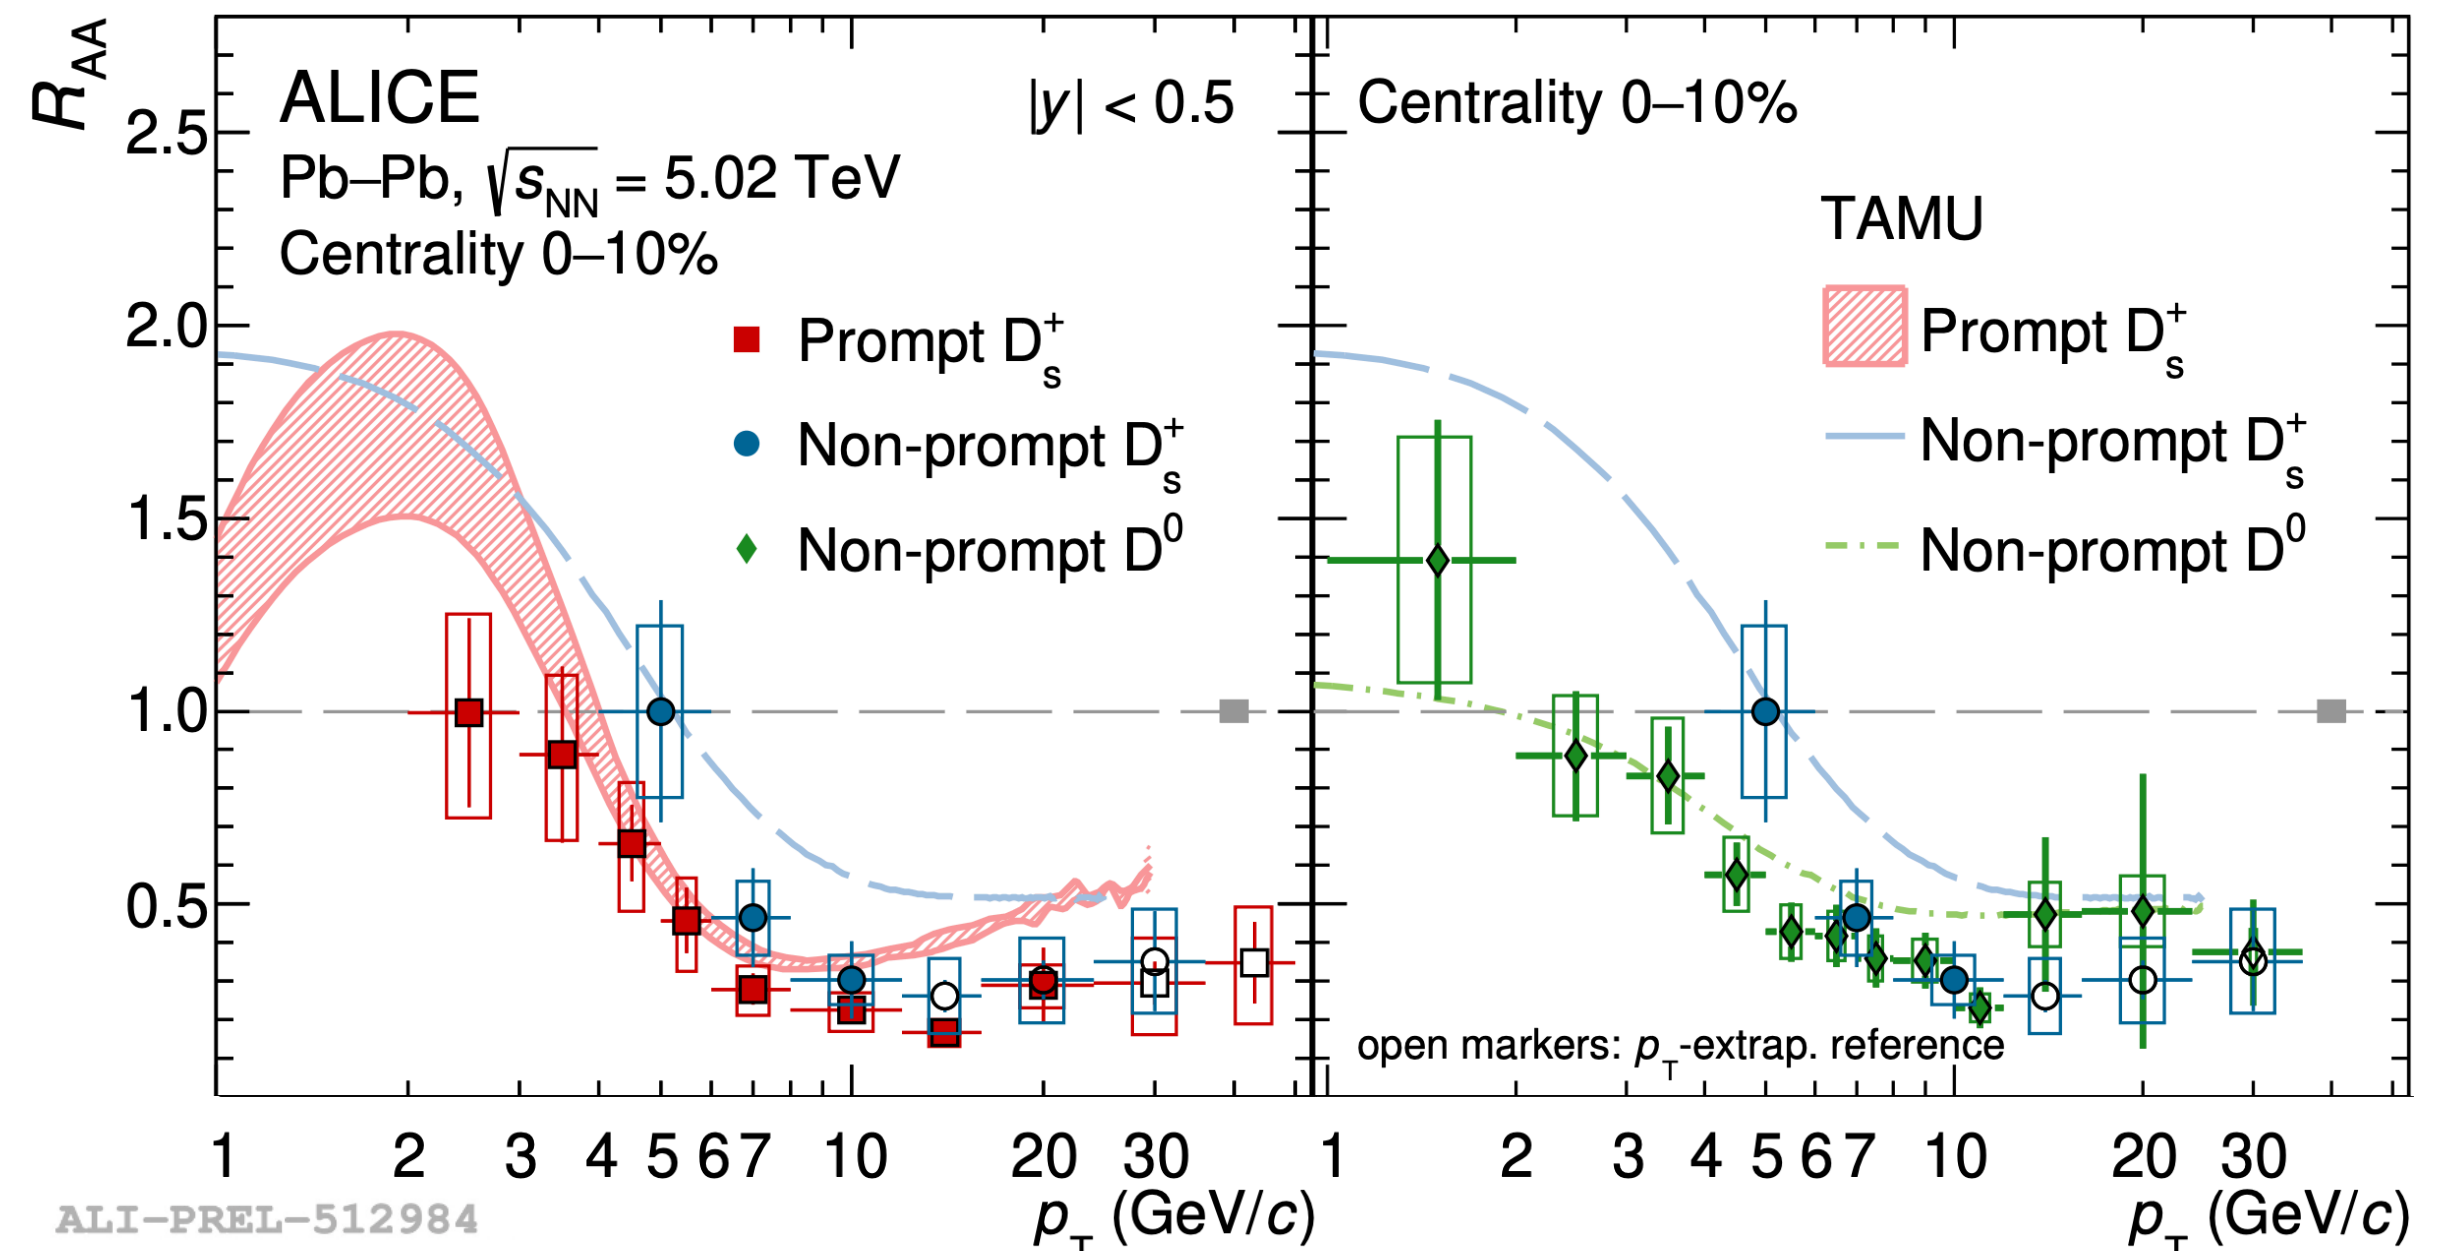 R_AA
ALICE
|y| < 0.5
Pb–Pb, √s_NN = 5.02 TeV
Centrality 0–10%
Prompt D_s^+
Non-prompt D_s^+
Non-prompt D^0
2.5
2.0
1.5
1.0
0.5
1 2 3 4 5 6 7 10 20 30
p_T (GeV/c)
Centrality 0–10%
TAMU
Prompt D_s^+
Non-prompt D_s^+
Non-prompt D^0
open markers: p_T-extrap. reference
1 2 3 4 5 6 7 10 20 30
p_T (GeV/c)
ALI-PREL-512984